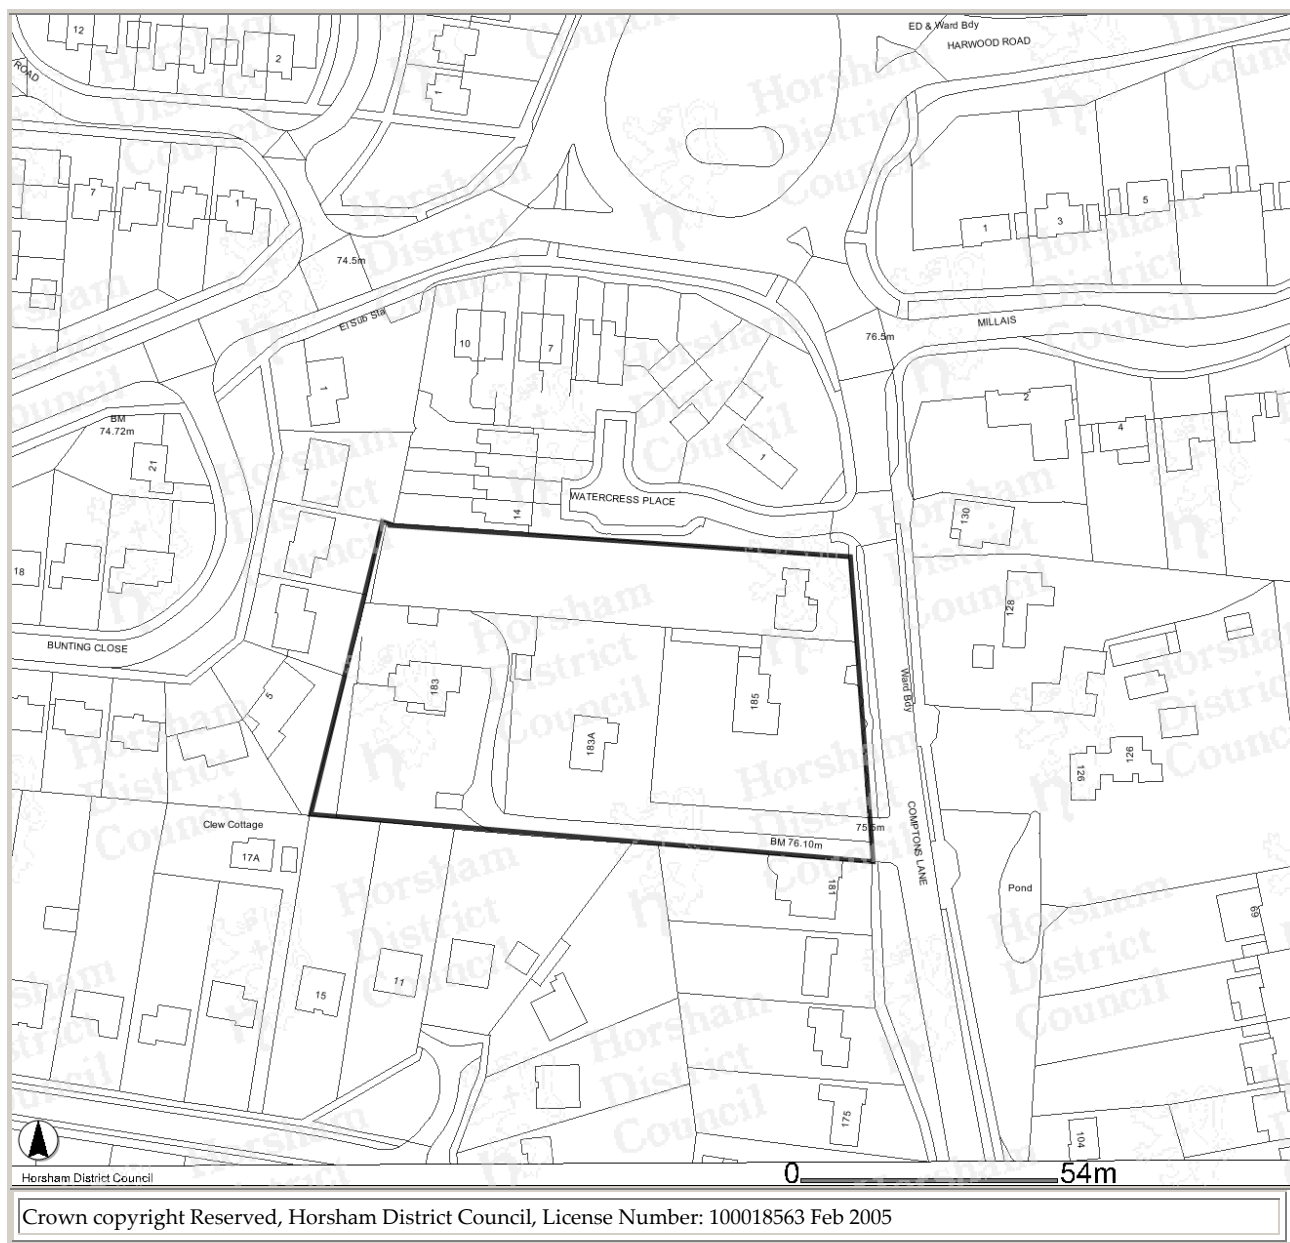 ED & Ward Bdy
HARWOOD ROAD
12
2
ROAD
1
7
1
5
3
1
74.5m
El Sub Sta
MILLAIS
76.5m
10
7
1
2
BM
74.72m
4
21
1
WATERCRESS PLACE
14
130
18
128
BUNTING CLOSE
183
5
185
Ward Bdy
183A
126
126
Clew Cottage
17A
75.5m
BM 76.10m
COMPTONS LANE
181
Pond
69
15
11
175
104
Horsham District Council
0
54m
Crown copyright Reserved, Horsham District Council, License Number: 100018563 Feb 2005
Horsham
District
Council